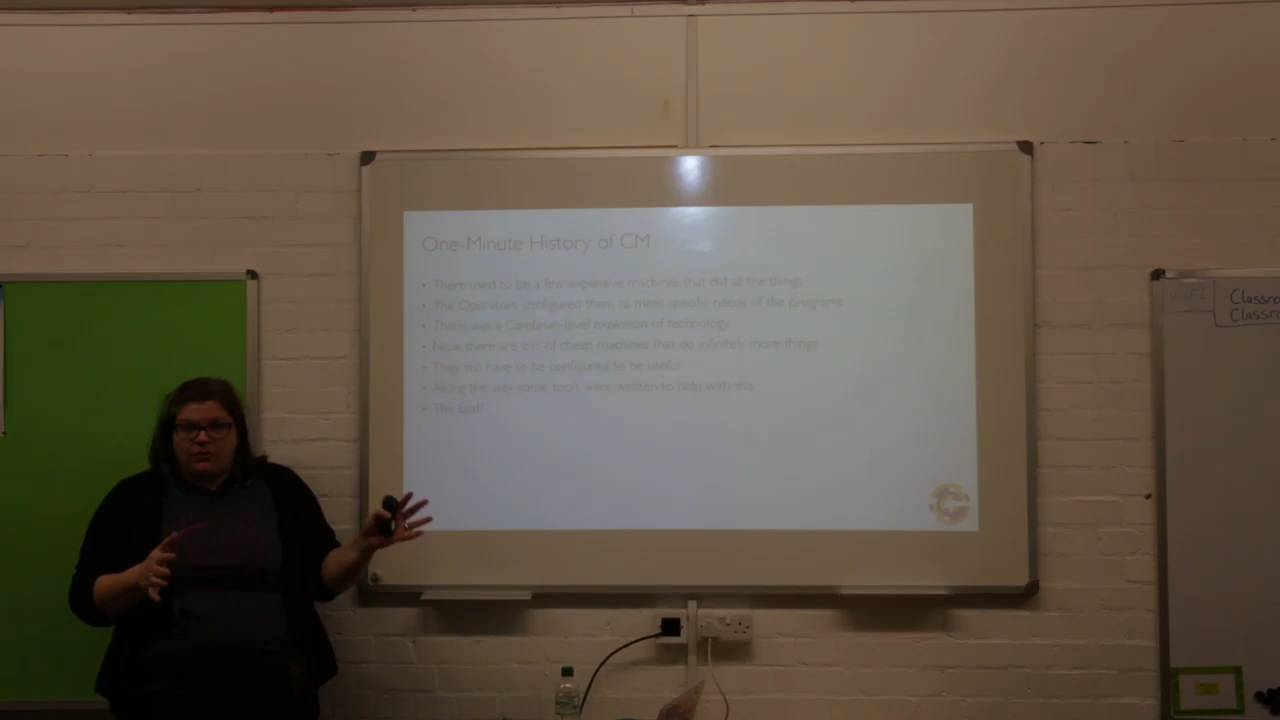 One-Minute History of CM
• There used to be a few expensive machines that did all the things
• The Operators configured them to meet specific needs of the programs
• There was a Cambrian-level explosion of technology
• Now there are lots of cheap machines that do infinitely more things
• They still have to be configured to be useful
• Along the way some tools were written to help with this
• The End?
WIFI
Classro
Classro